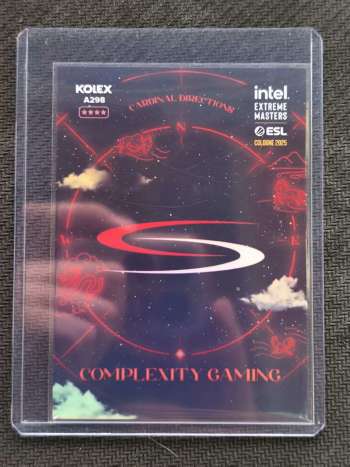 KOLEX
A298
CARDINAL DIRECTIONS
intel
EXTREME
MASTERS
ESL
COLOGNE 2025
N
W
E
COMPLEXITY GAMING